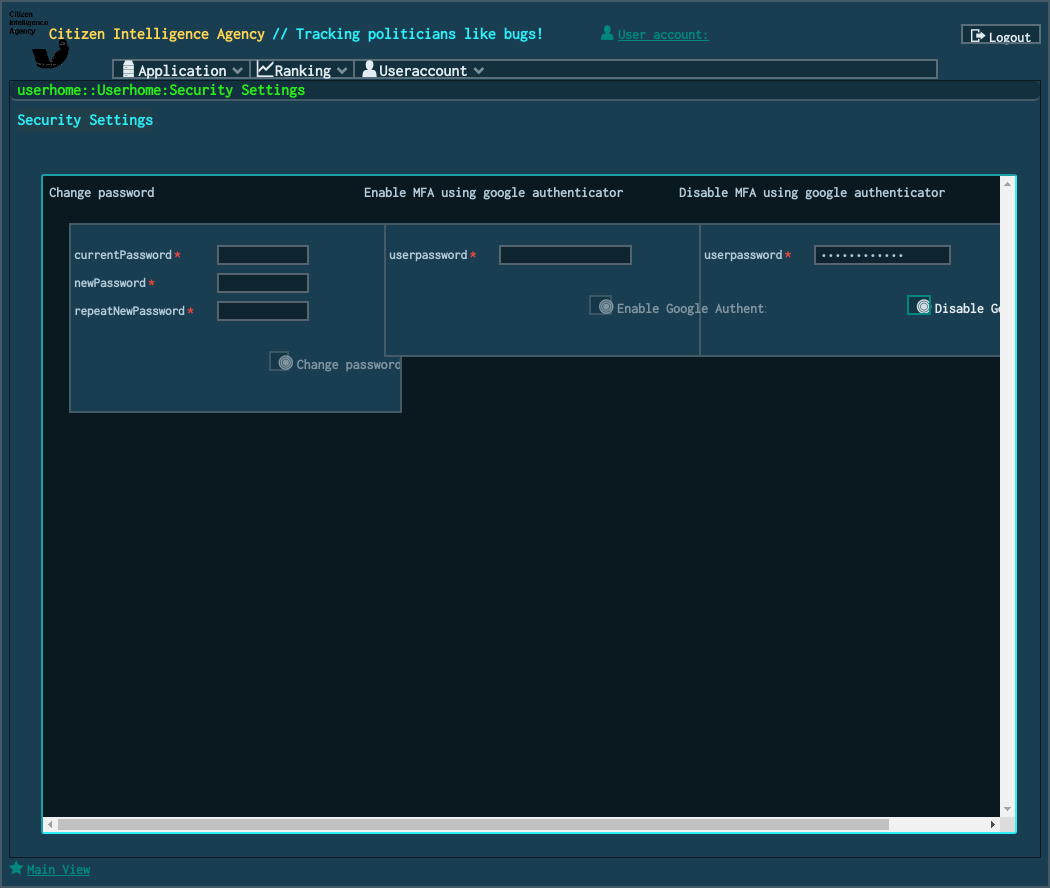 Citizen
Intelligence
Agency
Citizen Intelligence Agency // Tracking politicians like bugs!
User account:
Logout
Application
Ranking
Useraccount
userhome::Userhome:Security Settings
Security Settings
Change password
Enable MFA using google authenticator
Disable MFA using google authenticator
currentPassword*
newPassword*
repeatNewPassword*
Change password
userpassword*
Enable Google Authent
userpassword*
••••••••••••
Disable Go
Main View